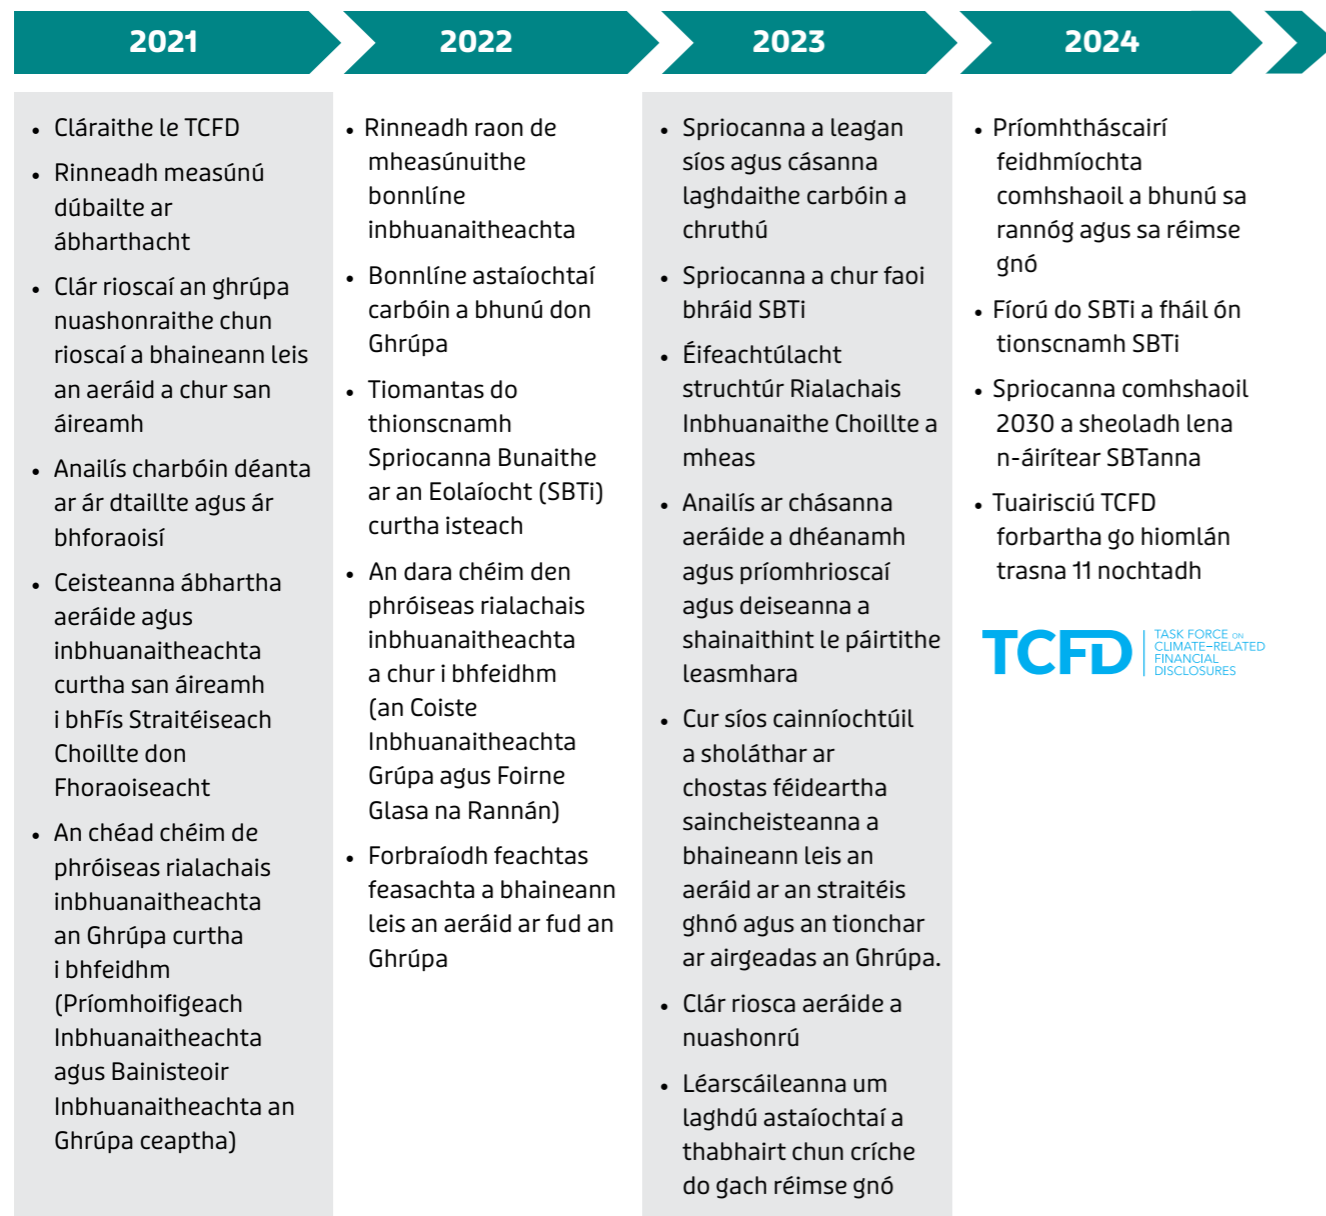 2021
2022
2023
2024
• Cláraithe le TCFD
• Rinneadh measúnú
dúbailte ar
ábharthacht
• Clár rioscaí an ghrúpa
nuashonraithe chun
rioscaí a bhaineann leis
an aeráid a chur san
áireamh
• Anailís charbóin déanta
ar ár dtaillte agus ár
bhforaoisí
• Ceisteanna ábhartha
aeráide agus
inbhuanaitheachta
curtha san áireamh
i bhFís Straitéiseach
Choillte don
Fhoraoiseacht
• An chéad chéim de
phróiseas rialachais
inbhuanaitheachta
an Ghrúpa curtha
i bhfeidhm
(Príomhoifigeach
Inbhuanaitheachta
agus Bainisteoir
Inbhuanaitheachta an
Ghrúpa ceaptha)
• Rinneadh raon de
mheasúnuithe
bonnlíne
inbhuanaitheachta
• Bonnlíne astaíochtaí
carbóin a bhunú don
Ghrúpa
• Tiomantas do
thionscnamh
Spriocanna Bunaithe
ar an Eolaíocht (SBTi)
curtha isteach
• An dara chéim den
phróiseas rialachais
inbhuanaitheachta
a chur i bhfeidhm
(an Coiste
Inbhuanaitheachta
Grúpa agus Foirne
Glasa na Rannán)
• Forbraíodh feachtas
feasachta a bhaineann
leis an aeráid ar fud an
Ghrúpa
• Spriocanna a leagan
síos agus cásanna
laghdaithe carbóin a
chruthú
• Spriocanna a chur faoi
bhráid SBTi
• Éifeachtúlacht
struchtúr Rialachais
Inbhuanaithe Choillte a
mheas
• Anailís ar chásanna
aeráide a dhéanamh
agus príomhrioscaí
agus deiseanna a
shainaithint le páirtithe
leasmhara
• Cur síos cainníochtúil
a sholáthar ar
chostas féideartha
saincheisteanna a
bhaineann leis an
aeráid ar an straitéis
ghnó agus an tionchar
ar airgeadas an Ghrúpa.
• Clár riosca aeráide a
nuashonrú
• Léarscáileanna um
laghdú astaíochtaí a
thabhairt chun críche
do gach réimse gnó
• Príomhtháscairí
feidhmíochta
comhshaoil a bhunú sa
rannóg agus sa réimse
gnó
• Fíorú do SBTi a fháil ón
tionscnamh SBTi
• Spriocanna comhshaoil
2030 a sheoladh lena
n-áirítear SBTanna
• Tuairisciú TCFD
forbartha go hiomlán
trasna 11 nochtadh
TCFD
TASK FORCE ON
CLIMATE-RELATED
FINANCIAL
DISCLOSURES